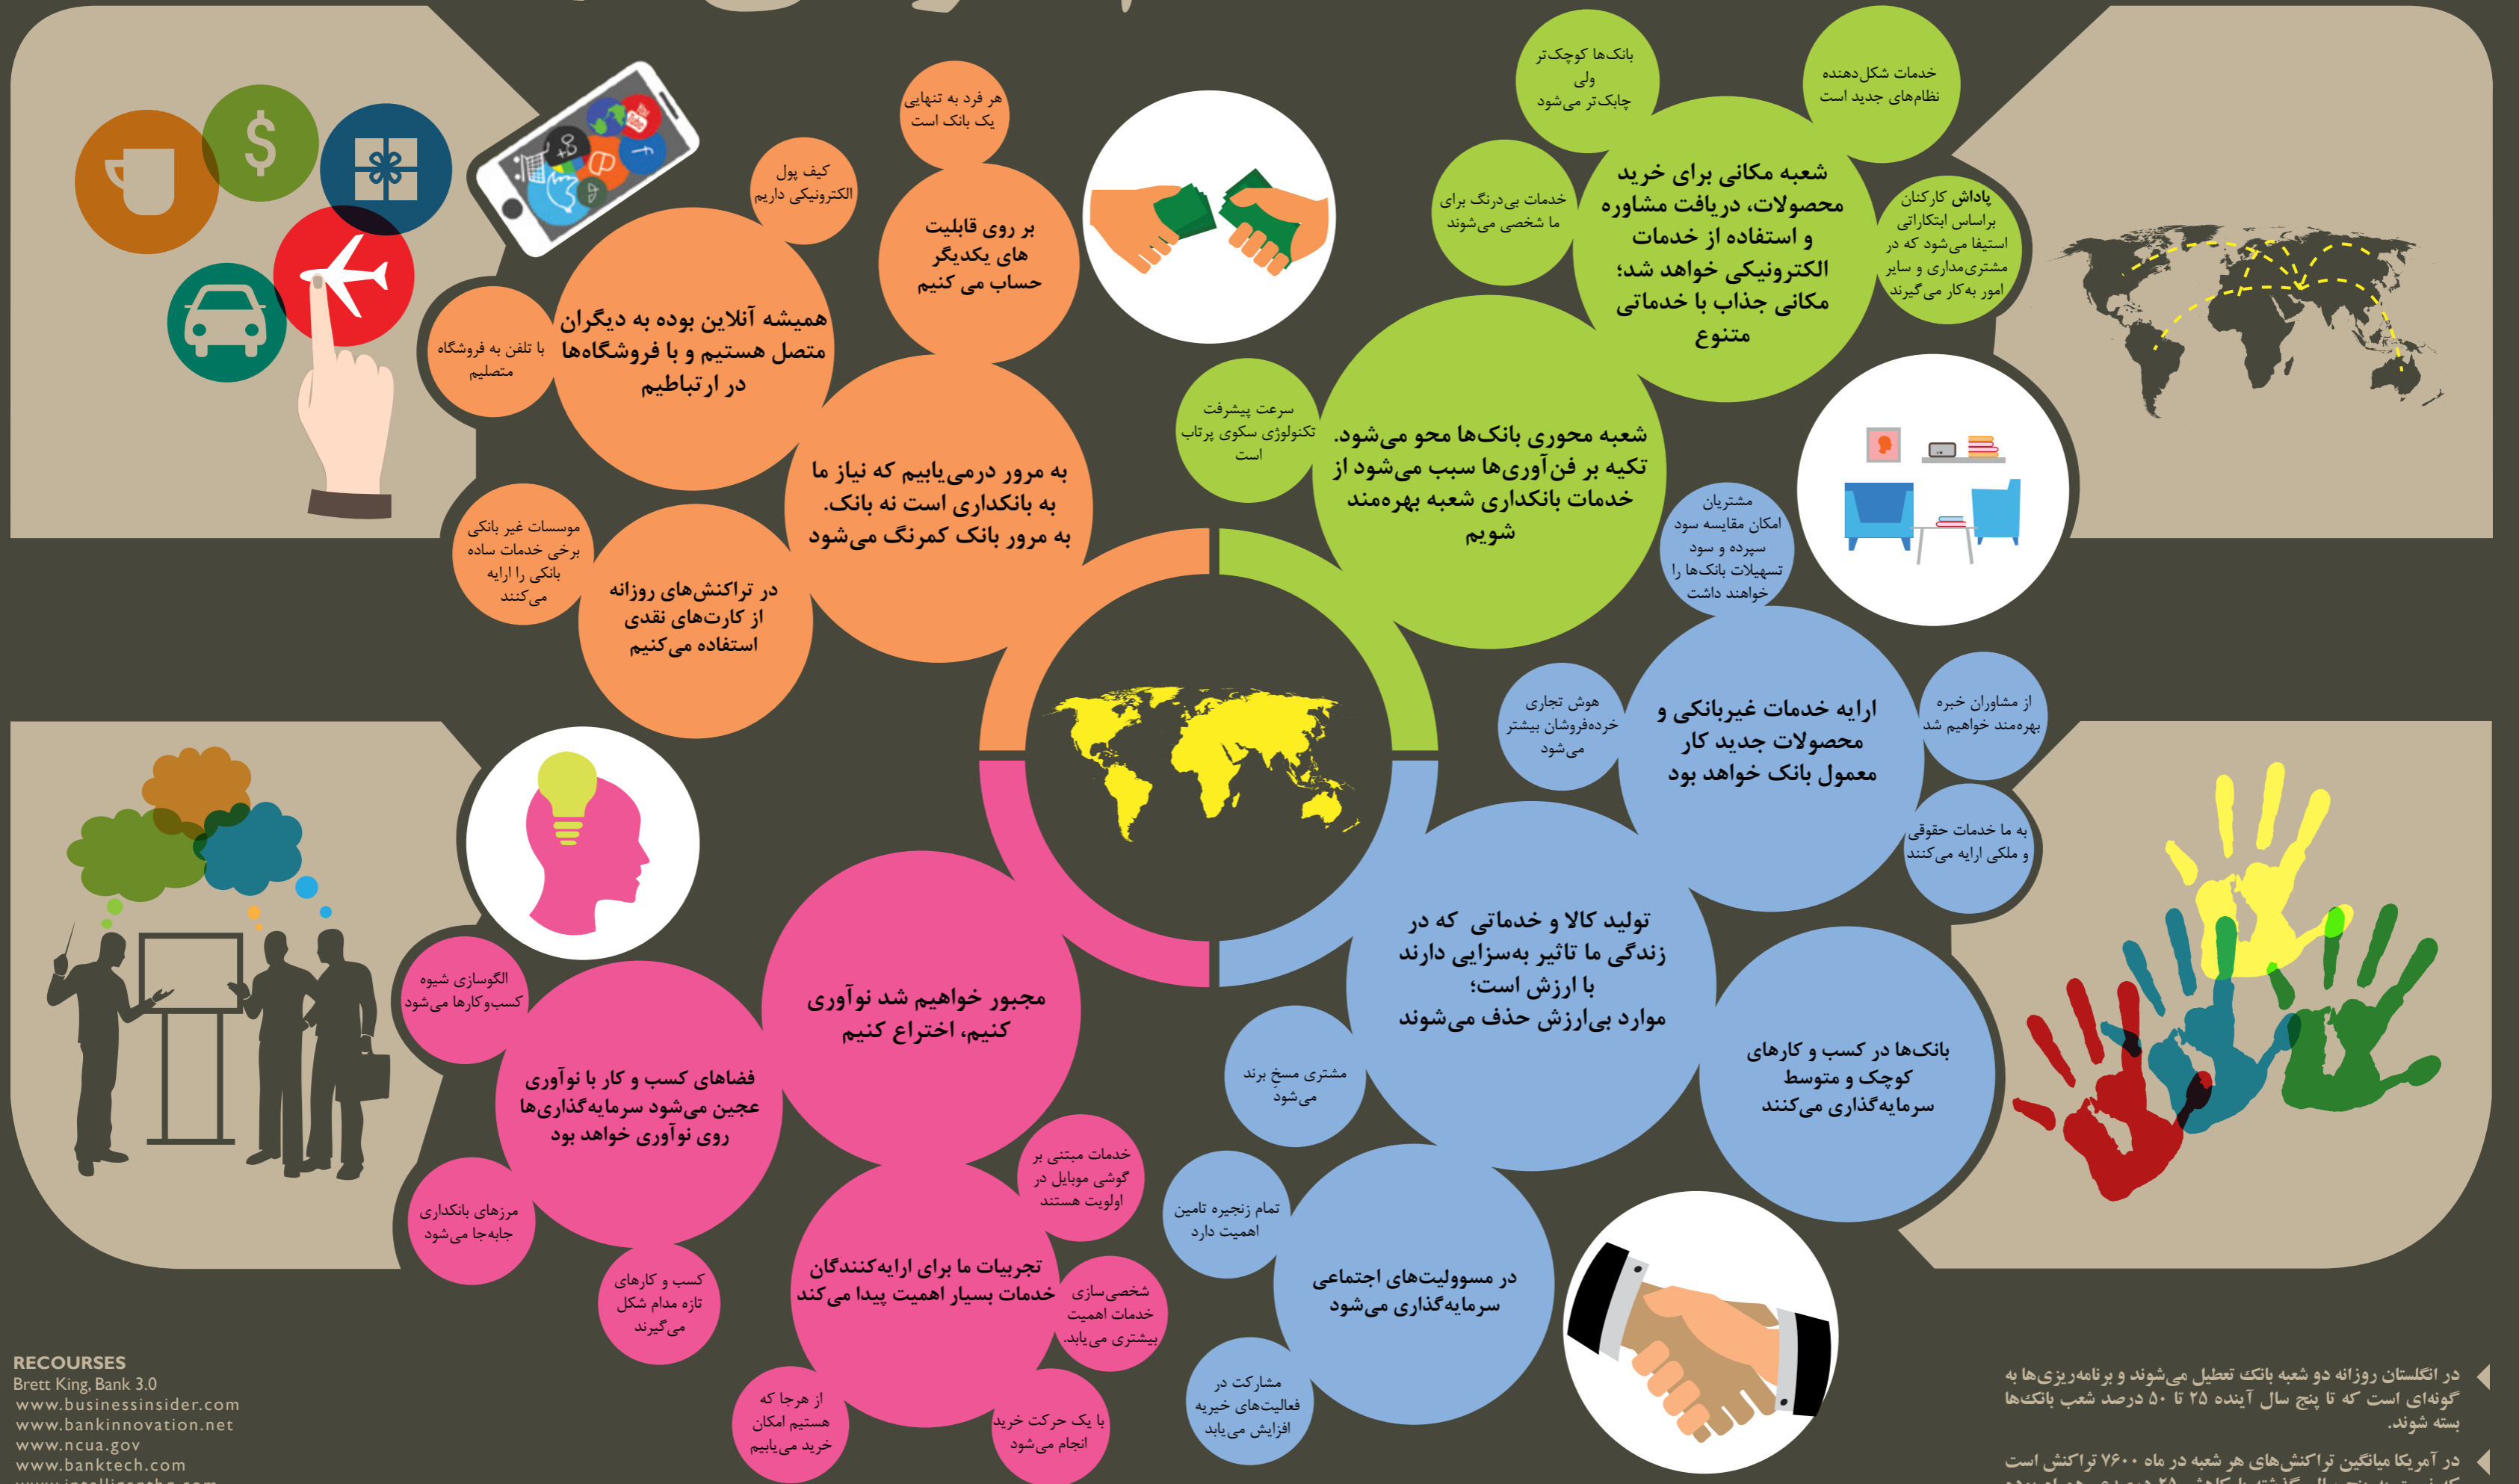 هر فرد به تنهایی
یک بانک است
کیف پول
الکترونیکی داریم
بر روی قابلیت
های یکدیگر
حساب می کنیم
همیشه آنلاین بوده به دیگران
متصل هستیم و با فروشگاه‌ها
در ارتباطیم
با تلفن به فروشگاه
متصلیم
به مرور درمی‌یابیم که نیاز ما
به بانکداری است نه بانک.
به مرور بانک کمرنگ می‌شود
موسسات غیر بانکی
برخی خدمات ساده
بانکی را ارایه
می‌کنند
در تراکنش‌های روزانه
از کارت‌های نقدی
استفاده می‌کنیم
بانک‌ها کوچک‌تر
ولی
چابک‌تر می‌شود
خدمات شکل‌دهنده
نظام‌های جدید است
خدمات بی‌درنگ برای
ما شخصی می‌شوند
شعبه مکانی برای خرید
محصولات، دریافت مشاوره
و استفاده از خدمات
الکترونیکی خواهد شد؛
مکانی جذاب با خدماتی
متنوع
پاداش کارکنان
براساس ابتکاراتی
استیفا می‌شود که در
مشتری‌مداری و سایر
امور به‌کار می‌گیرند
سرعت پیشرفت
تکنولوژی سکوی پرتاب
است
شعبه محوری بانک‌ها محو می‌شود.
تکیه بر فن‌آوری‌ها سبب می‌شود از
خدمات بانکداری شعبه بهره‌مند
شویم
مشتریان
امکان مقایسه سود
سپرده و سود
تسهیلات بانک‌ها را
خواهند داشت
هوش تجاری
خرده‌فروشان بیشتر
می‌شود
ارایه خدمات غیربانکی و
محصولات جدید کار
معمول بانک خواهد بود
از مشاوران خبره
بهره‌مند خواهیم شد
به ما خدمات حقوقی
و ملکی ارایه می‌کنند
تولید کالا و خدماتی که در
زندگی ما تاثیر به‌سزایی دارند
با ارزش است؛
موارد بی‌ارزش حذف می‌شوند
بانک‌ها در کسب و کارهای
کوچک و متوسط
سرمایه‌گذاری می‌کنند
مشتری مسخِ برند
می‌شود
تمام زنجیره تامین
اهمیت دارد
در مسوولیت‌های اجتماعی
سرمایه‌گذاری می‌شود
مشارکت در
فعالیت‌های خیریه
افزایش می‌یابد
مجبور خواهیم شد نوآوری
کنیم، اختراع کنیم
الگوسازی شیوه
کسب‌وکارها می‌شود
فضاهای کسب و کار با نوآوری
عجین می‌شود سرمایه‌گذاری‌ها
روی نوآوری خواهد بود
مرزهای بانکداری
جابه‌جا می‌شود
کسب و کارهای
تازه مدام شکل
می‌گیرند
خدمات مبتنی بر
گوشی موبایل در
اولویت هستند
تجربیات ما برای ارایه‌کنندگان
خدمات بسیار اهمیت پیدا می‌کند
شخصی‌سازی
خدمات اهمیت
بیشتری می‌یابد.
از هرجا که
هستیم امکان
خرید می‌یابیم
با یک حرکت خرید
انجام می‌شود
RECOURSES
Brett King, Bank 3.0
www.businessinsider.com
www.bankinnovation.net
www.ncua.gov
www.banktech.com
در انگلستان روزانه دو شعبه بانک تعطیل می‌شوند و برنامه‌ریزی‌ها به
گونه‌ای است که تا پنج سال آینده ۲۵ تا ۵۰ درصد شعب بانک‌ها
بسته شوند.
در آمریکا میانگین تراکنش‌های هر شعبه در ماه ۷۶۰۰ تراکنش است